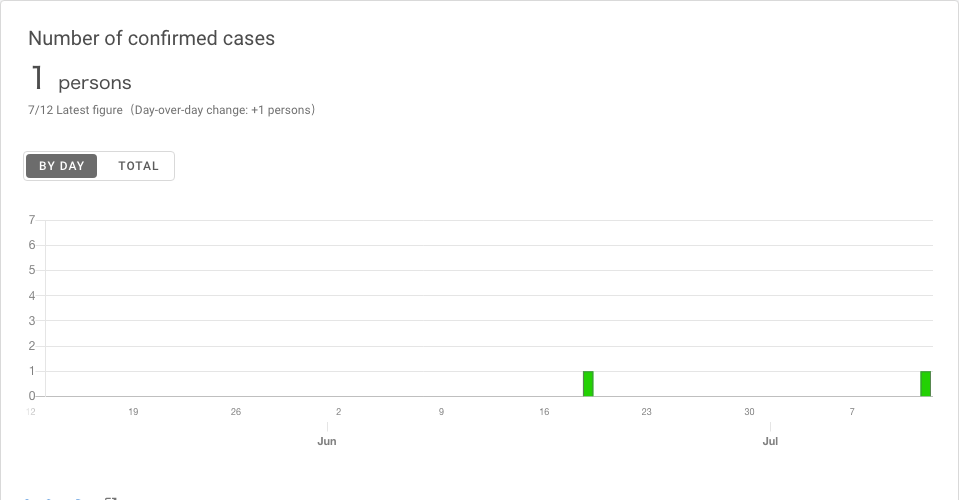 Number of confirmed cases
1 persons
7/12 Latest figure (Day-over-day change: +1 persons)
BY DAY TOTAL
7
6
5
4
3
2
1
0
12 19 26 2 9 16 23 30 7
Jun Jul